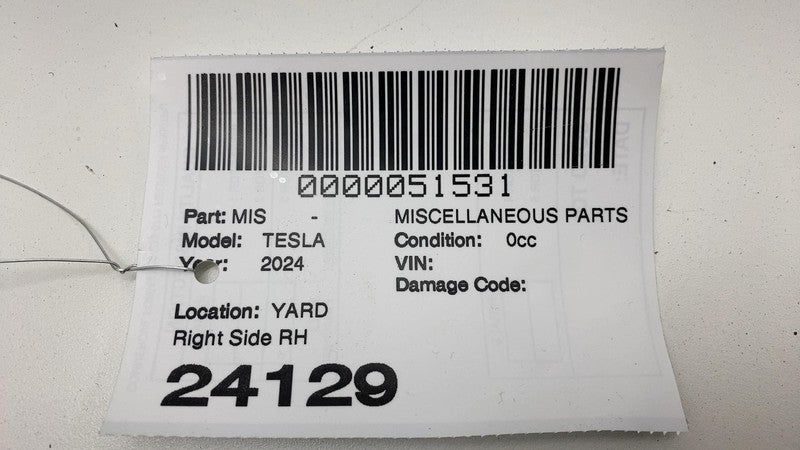 0000051531
Part: MIS - MISCELLANEOUS PARTS
Model: TESLA Condition: 0cc
Year: 2024 VIN:
Damage Code:
Location: YARD
Right Side RH
24129